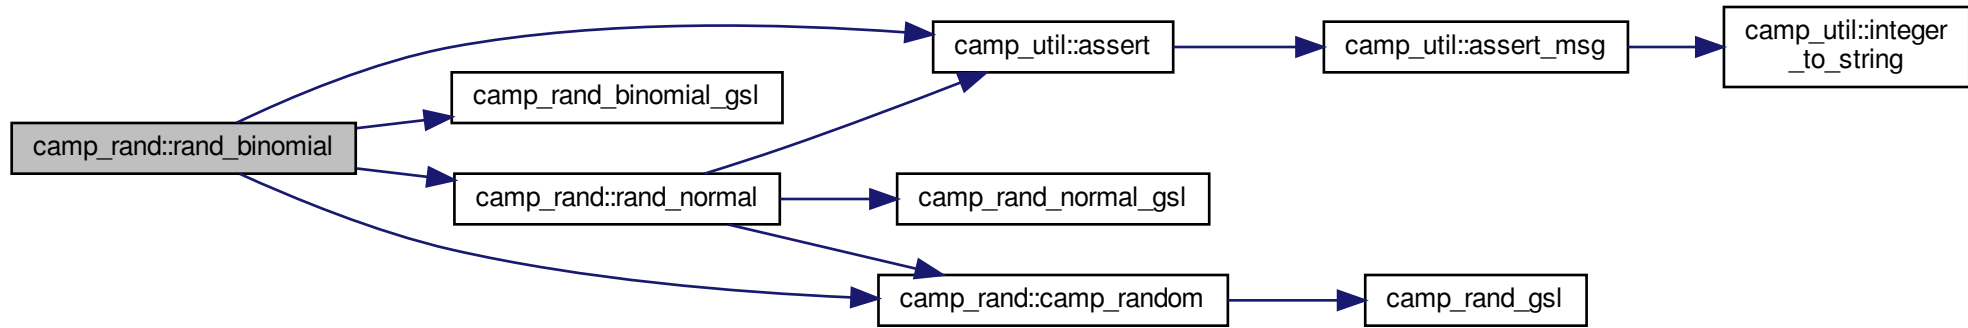 camp_rand::rand_binomial
camp_rand_binomial_gsl
camp_rand::rand_normal
camp_util::assert
camp_rand_normal_gsl
camp_rand::camp_random
camp_util::assert_msg
camp_rand_gsl
camp_util::integer
_to_string